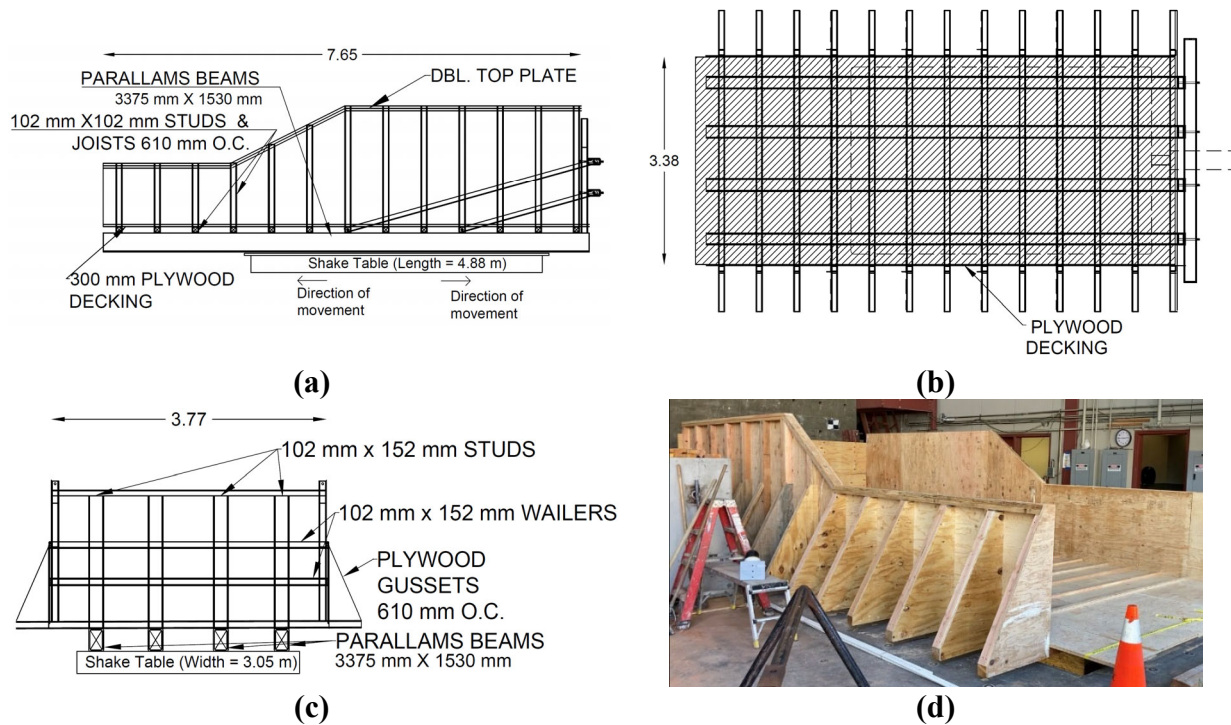 7.65
PARALLAMS BEAMS
3375 mm X 1530 mm
DBL. TOP PLATE
102 mm X102 mm STUDS &
JOISTS 610 mm O.C.
300 mm PLYWOOD
DECKING
Shake Table (Length = 4.88 m)
Direction of
movement
Direction of
movement
(a)
3.38
PLYWOOD
DECKING
(b)
3.77
102 mm x 152 mm STUDS
102 mm x 152 mm WAILERS
PLYWOOD
GUSSETS
610 mm O.C.
PARALLAMS BEAMS
3375 mm X 1530 mm
Shake Table (Width = 3.05 m)
(c)
(d)